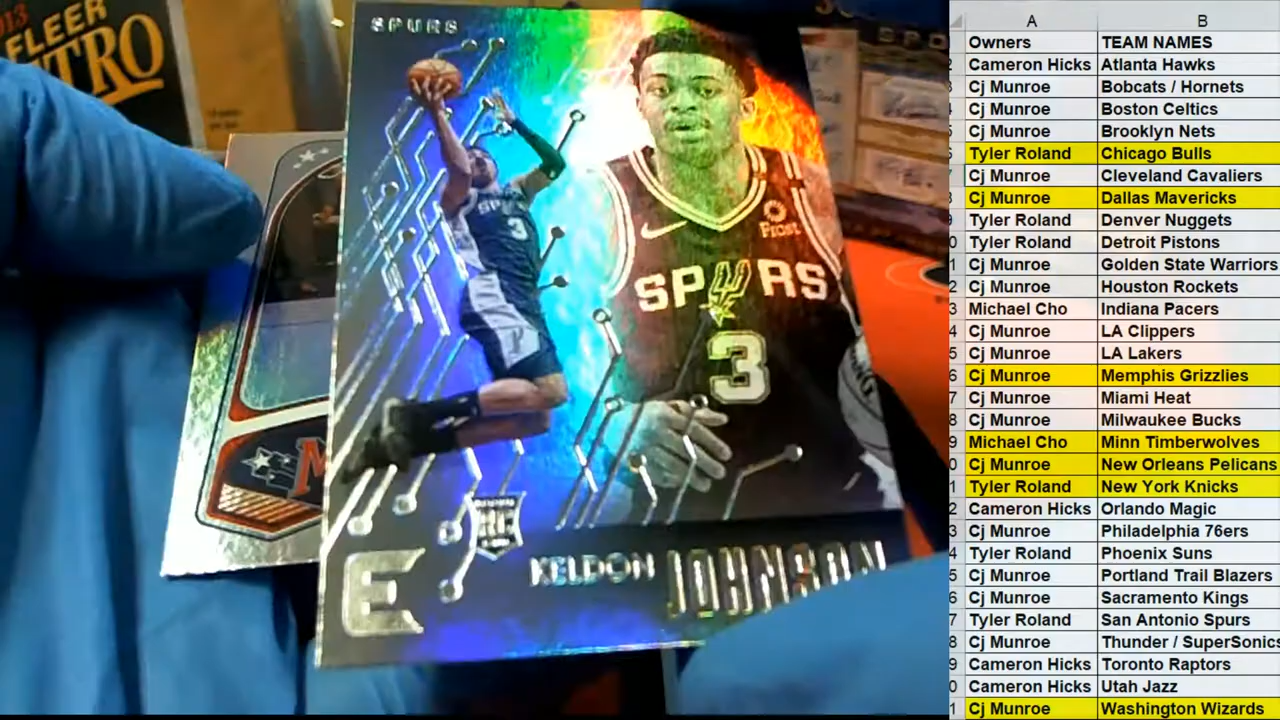 2013
FLEER
TRO
SPURS
SPU
3
FROST
SPURS
3
M
ROOKIE
RC
E
KELDON JOHNSON
A B
Owners TEAM NAMES
Cameron Hicks Atlanta Hawks
Cj Munroe Bobcats / Hornets
Cj Munroe Boston Celtics
Cj Munroe Brooklyn Nets
Tyler Roland Chicago Bulls
Cj Munroe Cleveland Cavaliers
Cj Munroe Dallas Mavericks
Tyler Roland Denver Nuggets
Tyler Roland Detroit Pistons
Cj Munroe Golden State Warriors
Cj Munroe Houston Rockets
Michael Cho Indiana Pacers
Cj Munroe LA Clippers
Cj Munroe LA Lakers
Cj Munroe Memphis Grizzlies
Cj Munroe Miami Heat
Cj Munroe Milwaukee Bucks
Michael Cho Minn Timberwolves
Cj Munroe New Orleans Pelicans
Tyler Roland New York Knicks
Cameron Hicks Orlando Magic
Cj Munroe Philadelphia 76ers
Tyler Roland Phoenix Suns
Cj Munroe Portland Trail Blazers
Cj Munroe Sacramento Kings
Tyler Roland San Antonio Spurs
Cj Munroe Thunder / SuperSonics
Cameron Hicks Toronto Raptors
Cameron Hicks Utah Jazz
Cj Munroe Washington Wizards